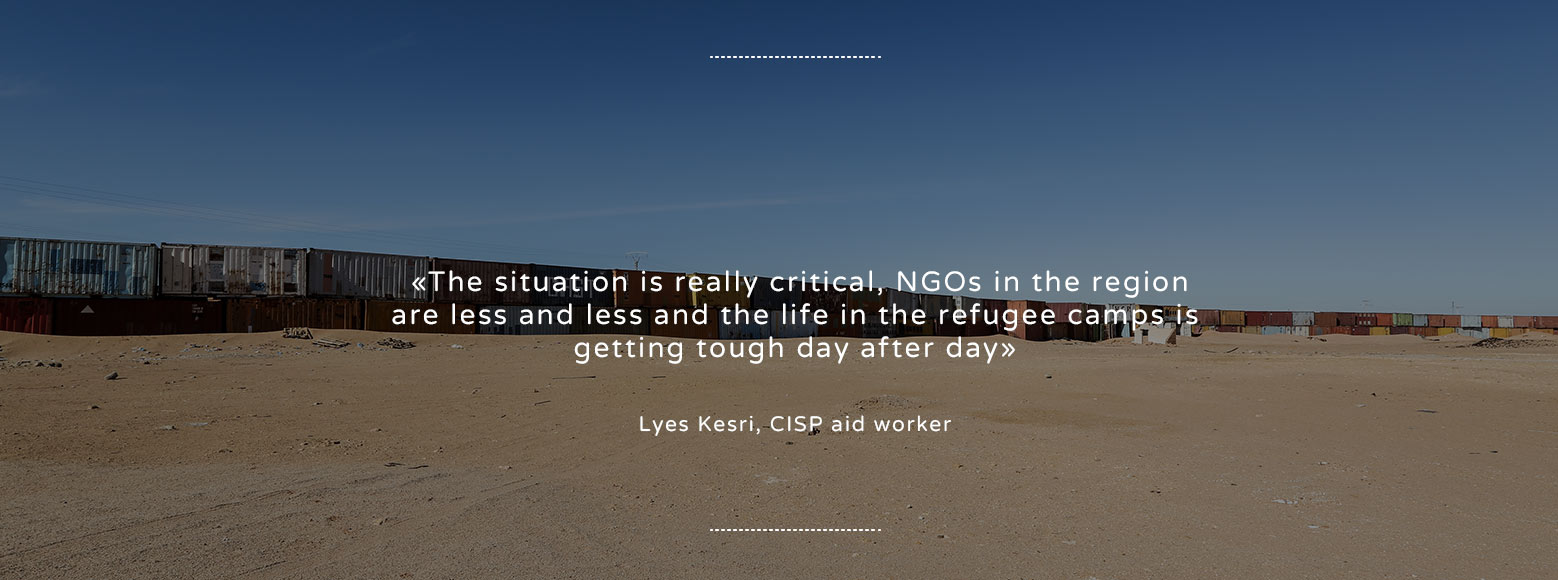 «The situation is really critical, NGOs in the region
are less and less and the life in the refugee camps is
getting tough day after day»
Lyes Kesri, CISP aid worker